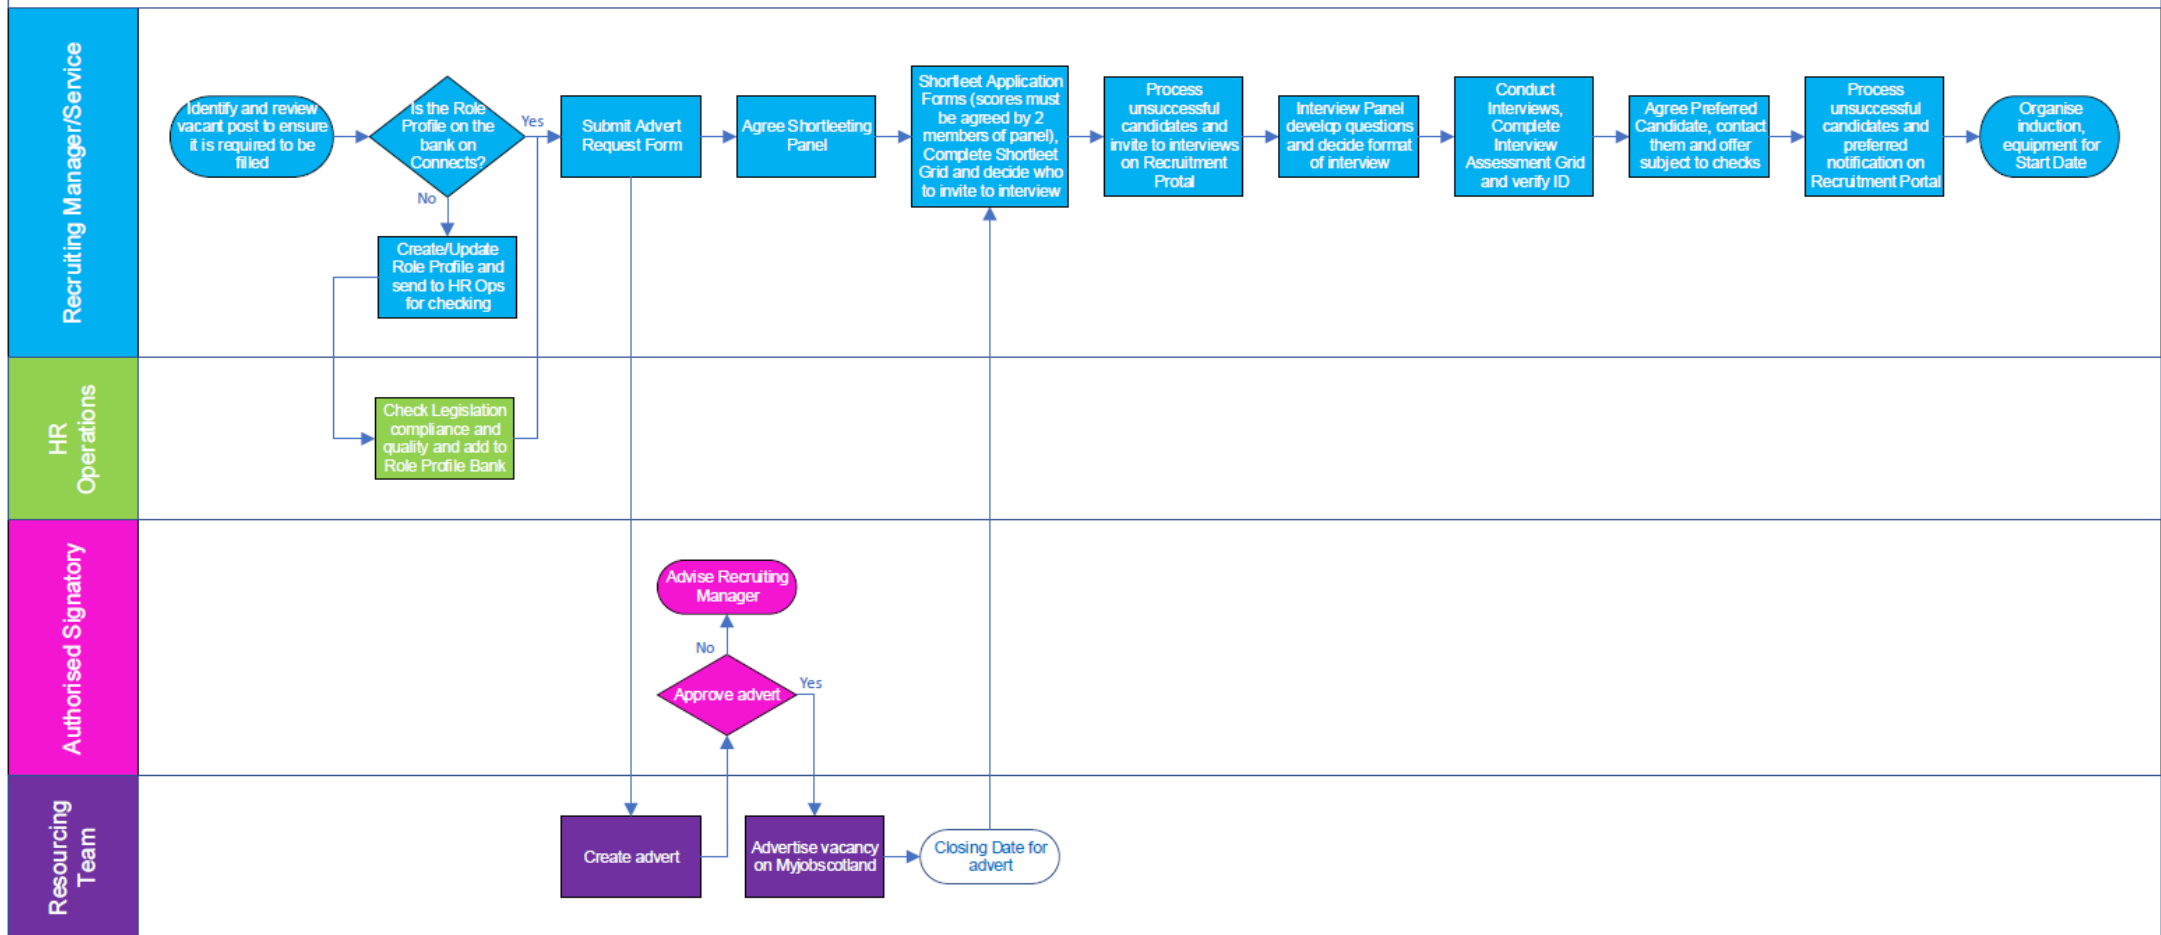 Recruiting Manager/Service
Identify and review
vacant post to ensure
it is required to be
filled
Is the Role
Profile on the
bank on
Connects?
Yes
No
Create/Update
Role Profile and
send to HR Ops
for checking
Submit Advert
Request Form
Agree Shortleeting
Panel
Shortleet Application
Forms (scores must
be agreed by 2
members of panel),
Complete Shortleet
Grid and decide who
to invite to interview
Process
unsuccessful
candidates and
invite to interviews
on Recruitment
Protal
Interview Panel
develop questions
and decide format
of interview
Conduct
Interviews,
Complete
Interview
Assessment Grid
and verify ID
Agree Preferred
Candidate, contact
them and offer
subject to checks
Process
unsuccessful
candidates and
preferred
notification on
Recruitment Portal
Organise
induction,
equipment for
Start Date
HR
Operations
Check Legislation
compliance and
quality and add to
Role Profile Bank
Authorised Signatory
Advise Recruiting
Manager
No
Approve advert
Yes
Resourcing
Team
Create advert
Advertise vacancy
on Myjobscotland
Closing Date for
advert